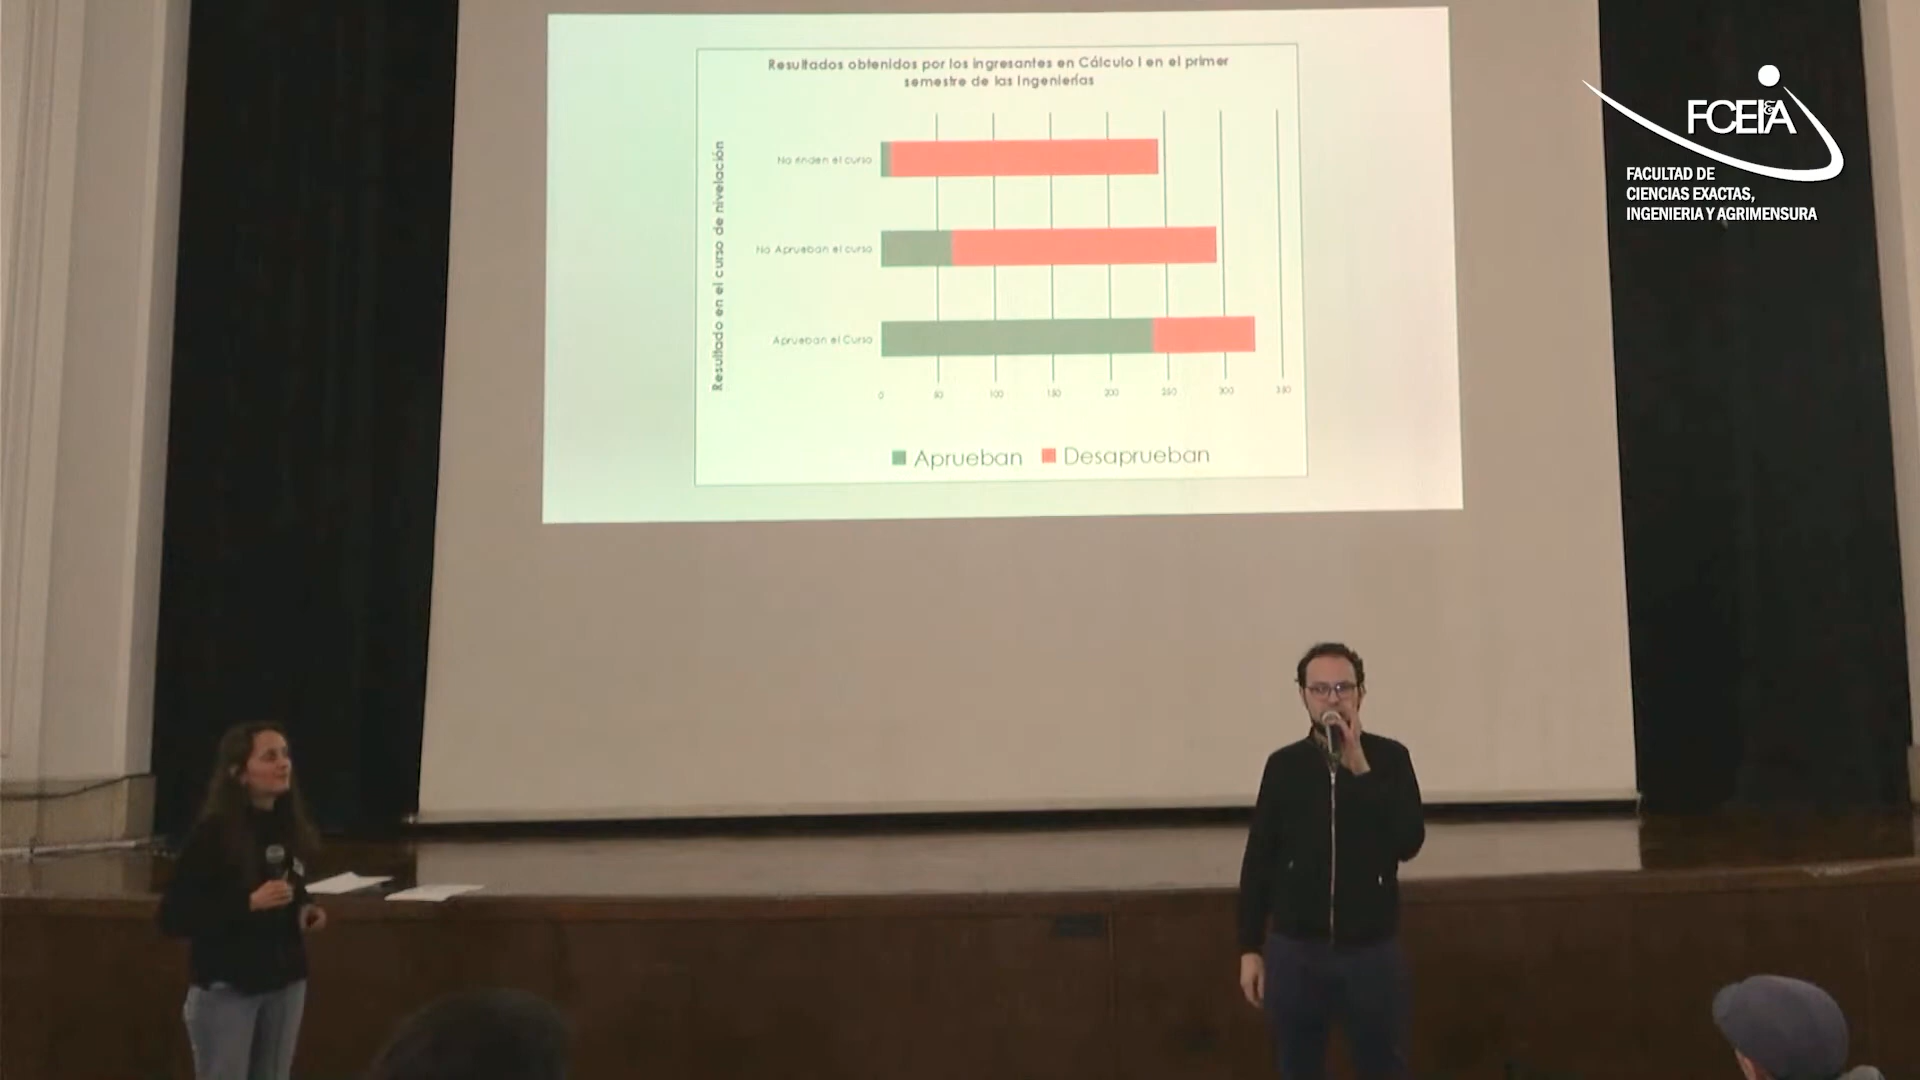 Resultados obtenidos por los ingresantes en Cálculo I en el primer
semestre de las Ingenierías
Resultado en el curso de nivelación
No rinden el curso
No Aprueban el curso
Aprueban el Curso
0 50 100 150 200 250 300 350
Aprueban Desaprueban
FCEI&A
FACULTAD DE
CIENCIAS EXACTAS,
INGENIERIA Y AGRIMENSURA